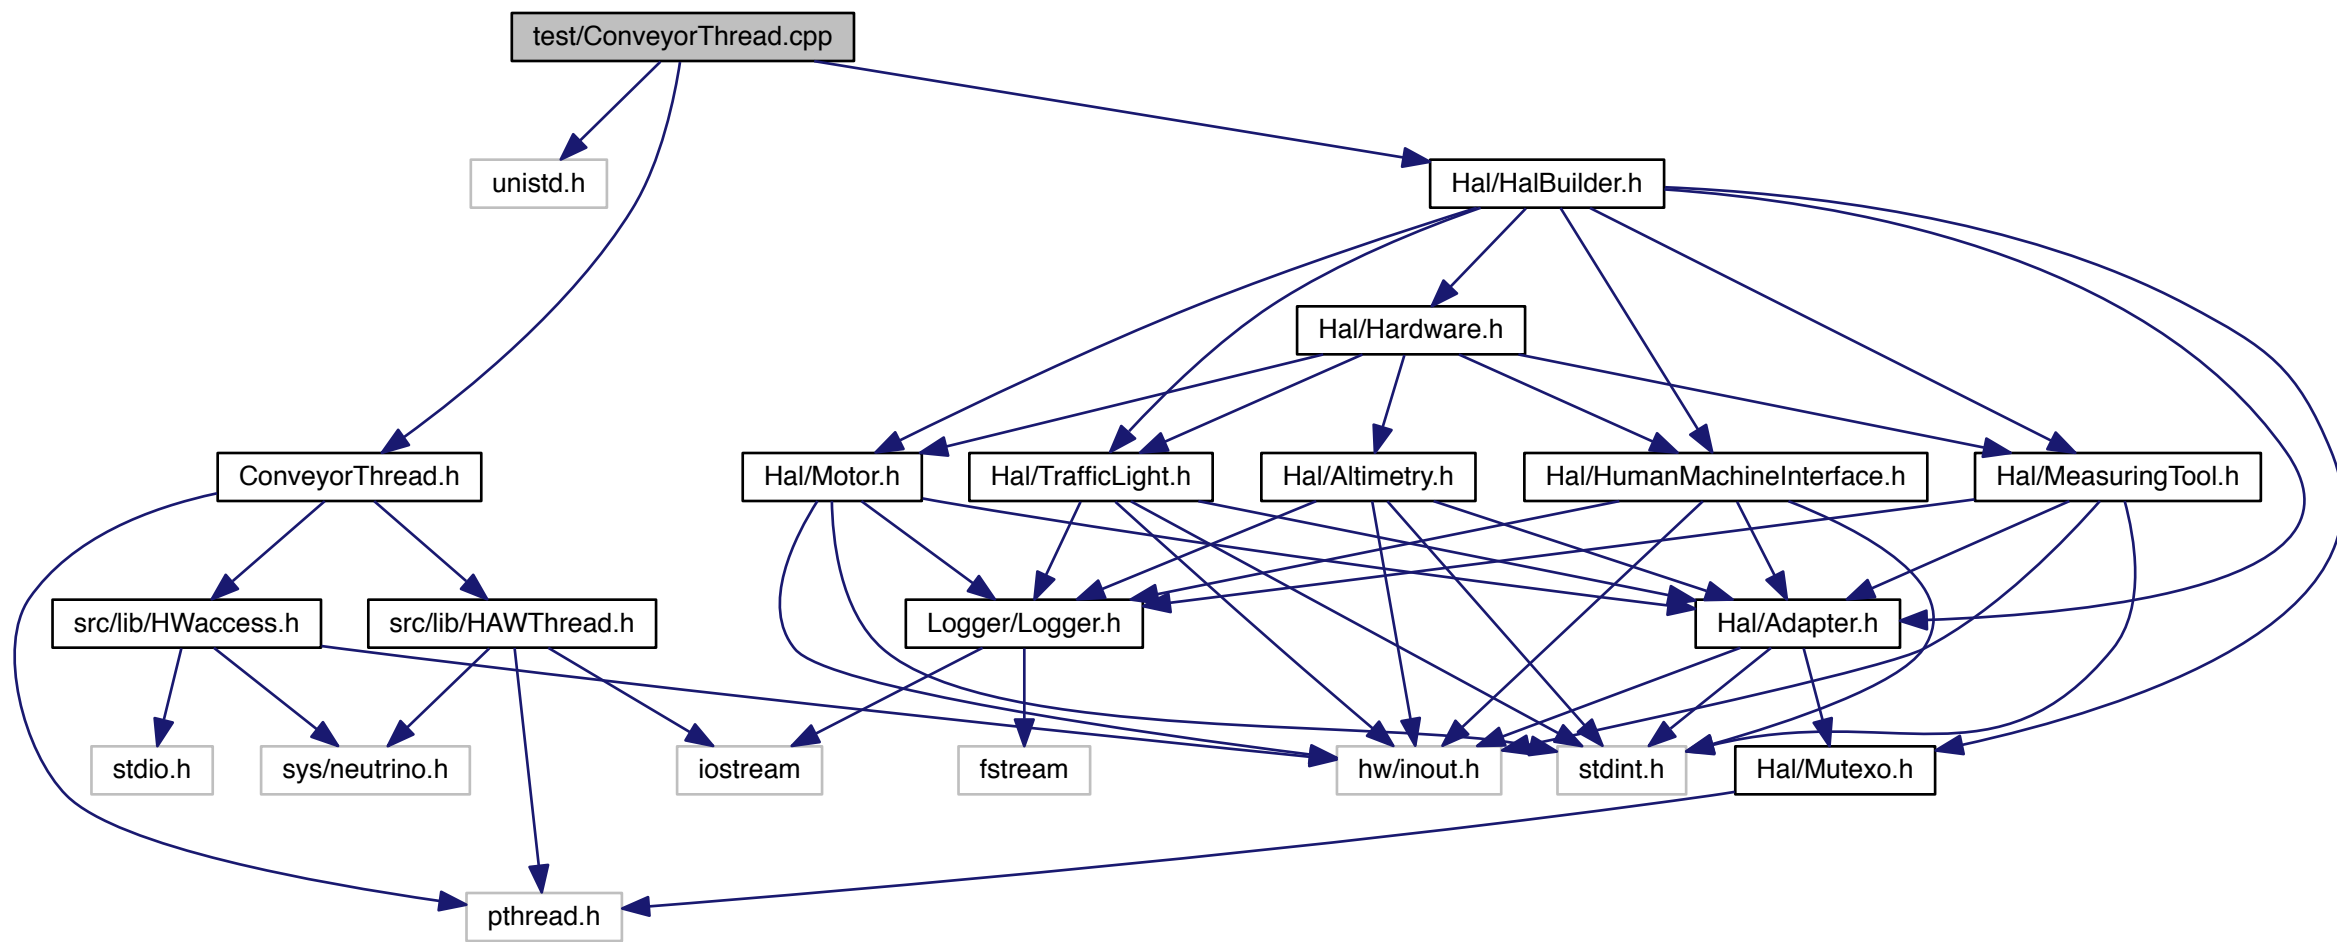 test/ConveyorThread.cpp
unistd.h
Hal/HalBuilder.h
Hal/Hardware.h
ConveyorThread.h
Hal/Motor.h
Hal/TrafficLight.h
Hal/Altimetry.h
Hal/HumanMachineInterface.h
Hal/MeasuringTool.h
src/lib/HWaccess.h
src/lib/HAWThread.h
Logger/Logger.h
Hal/Adapter.h
stdio.h
sys/neutrino.h
iostream
fstream
hw/inout.h
stdint.h
Hal/Mutexo.h
pthread.h